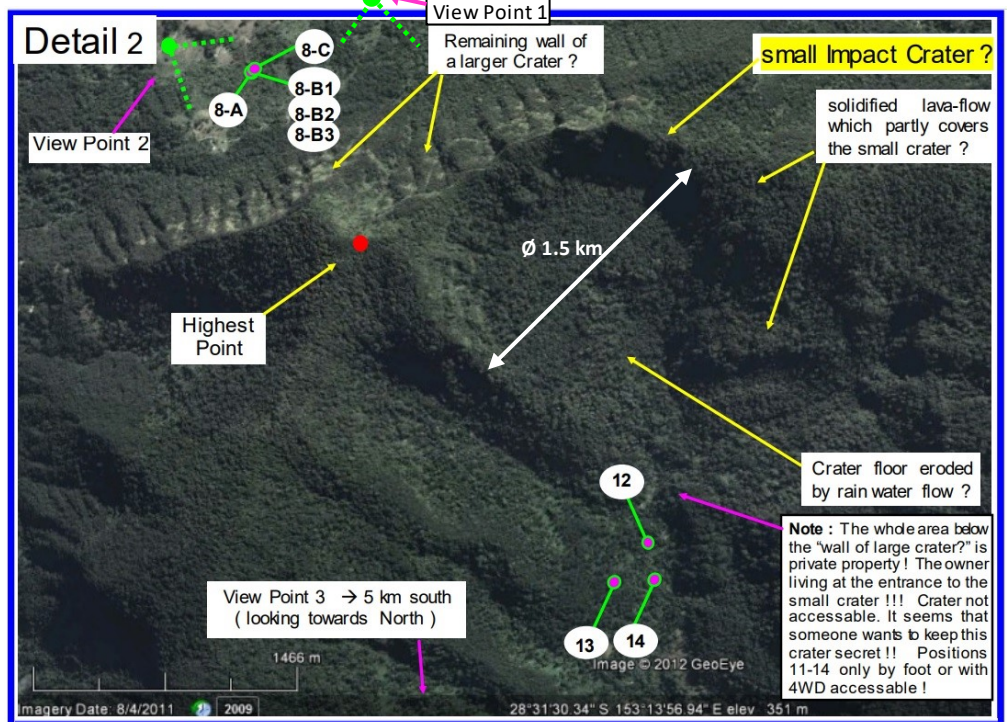 View Point 1
Detail 2
8-C
8-A
8-B1
8-B2
8-B3
View Point 2
Remaining wall of
a larger Crater ?
small Impact Crater ?
solidified lava-flow
which partly covers
the small crater ?
Ø 1.5 km
Highest
Point
Crater floor eroded
by rain water flow ?
12
13
14
Note : The whole area below
the “wall of large crater?” is
private property ! The owner
living at the entrance to the
small crater !!! Crater not
accessable. It seems that
someone wants to keep this
crater secret !! Positions
11-14 only by foot or with
4WD accessable !
View Point 3 → 5 km south
( looking towards North )
1466 m
Image © 2012 GeoEye
Imagery Date: 8/4/2011 2009 28°31'30.34" S 153°13'56.94" E elev 351 m